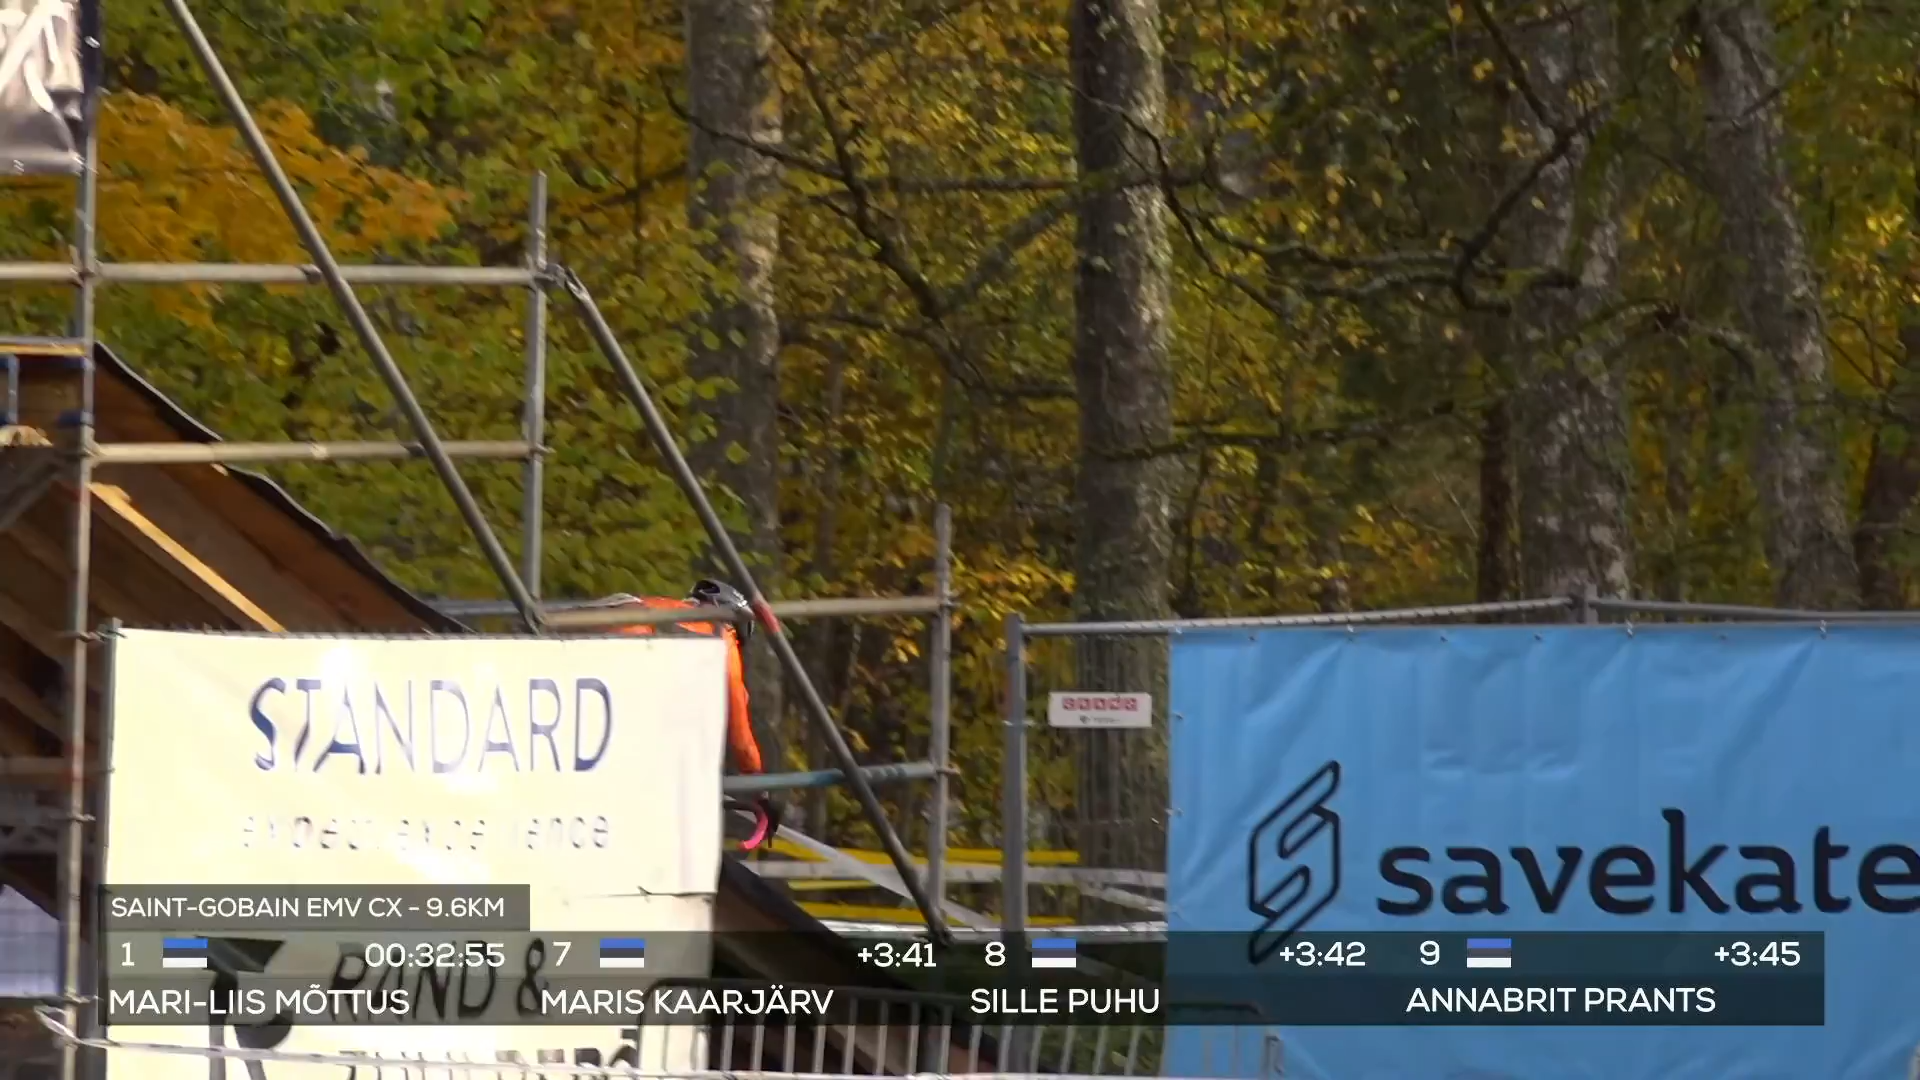 STANDARD
savekate
SAINT-GOBAIN EMV CX - 9.6KM
1 00:32:55 7 +3:41 8 +3:42 9 +3:45
MARI-LIIS MÕTTUS MARIS KAARJÄRV SILLE PUHU ANNABRIT PRANTS
RAND &